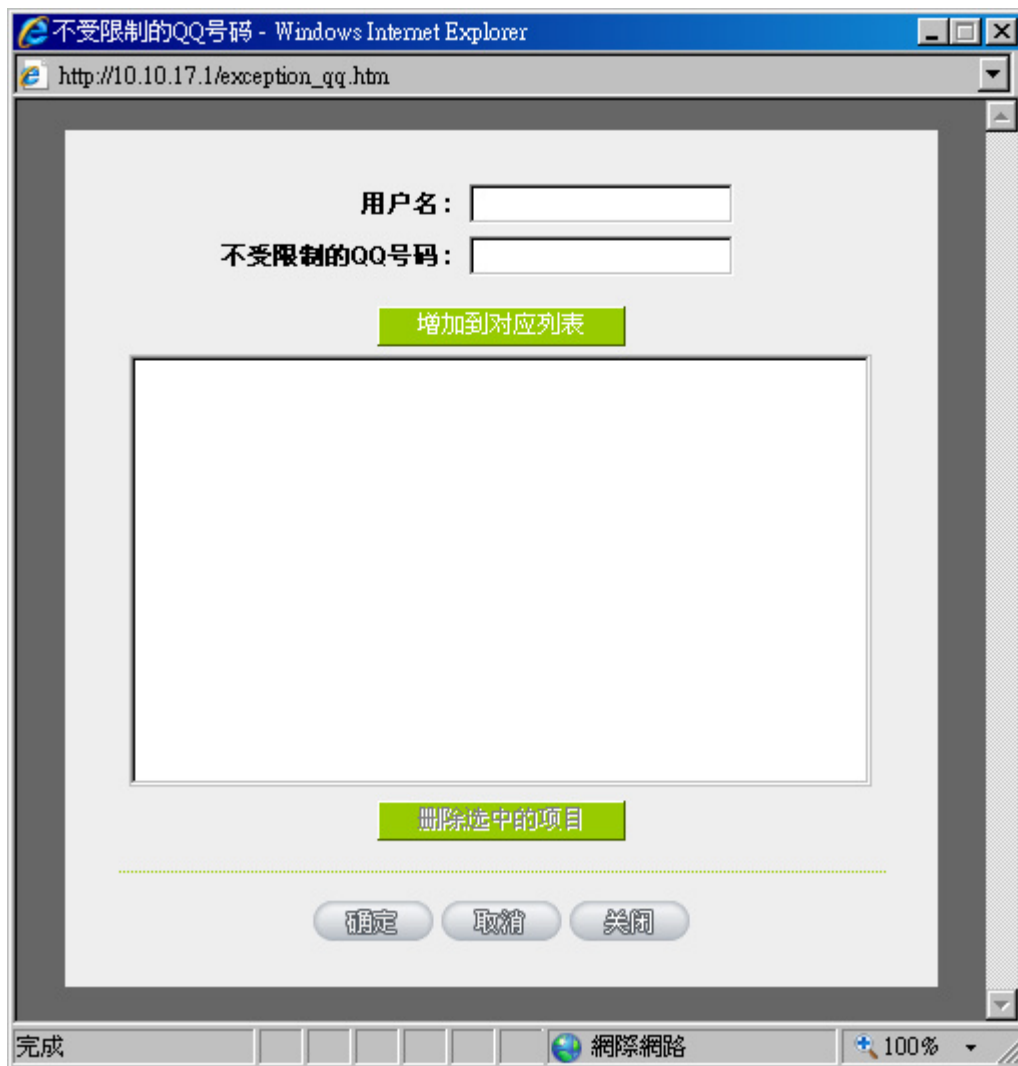 不受限制的QQ号码 - Windows Internet Explorer
http://10.10.17.1/exception_qq.htm
用户名：
不受限制的QQ号码：
增加到对应列表
删除选中的项目
确定 取消 关闭
完成 網際網路 100%